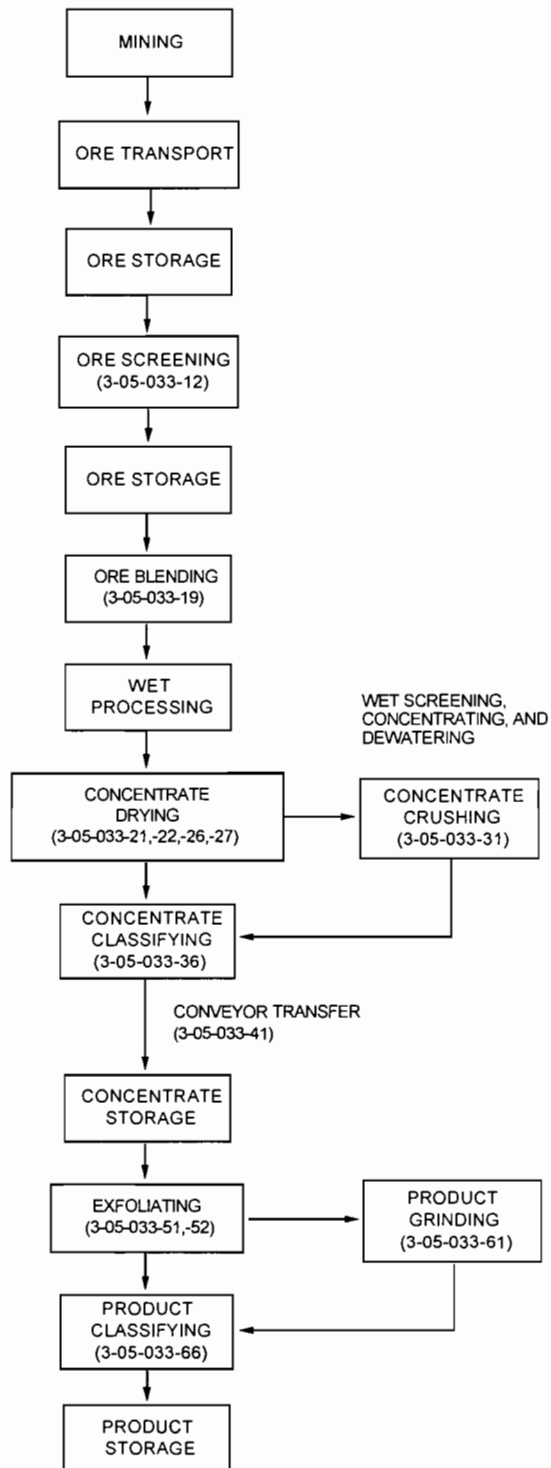 MINING
ORE TRANSPORT
ORE STORAGE
ORE SCREENING
(3-05-033-12)
ORE STORAGE
ORE BLENDING
(3-05-033-19)
WET
PROCESSING
WET SCREENING,
CONCENTRATING, AND
DEWATERING
CONCENTRATE
DRYING
(3-05-033-21,-22,-26,-27)
CONCENTRATE
CRUSHING
(3-05-033-31)
CONCENTRATE
CLASSIFYING
(3-05-033-36)
CONVEYOR TRANSFER
(3-05-033-41)
CONCENTRATE
STORAGE
EXFOLIATING
(3-05-033-51,-52)
PRODUCT
GRINDING
(3-05-033-61)
PRODUCT
CLASSIFYING
(3-05-033-66)
PRODUCT
STORAGE